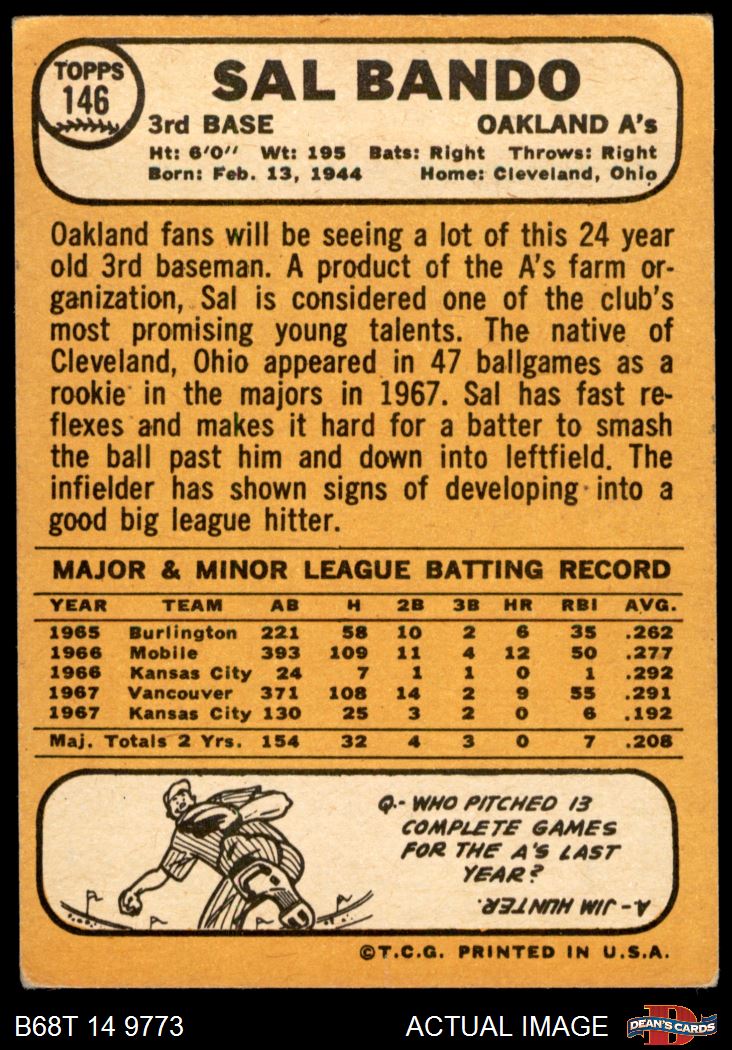 TOPPS
146
SAL BANDO
3rd BASE OAKLAND A's
Ht: 6'0" Wt: 195 Bats: Right Throws: Right
Born: Feb. 13, 1944 Home: Cleveland, Ohio
Oakland fans will be seeing a lot of this 24 year
old 3rd baseman. A product of the A's farm or-
ganization, Sal is considered one of the club's
most promising young talents. The native of
Cleveland, Ohio appeared in 47 ballgames as a
rookie in the majors in 1967. Sal has fast re-
flexes and makes it hard for a batter to smash
the ball past him and down into leftfield. The
infielder has shown signs of developing into a
good big league hitter.
MAJOR & MINOR LEAGUE BATTING RECORD
YEAR TEAM AB H 2B 3B HR RBI AVG.
1965 Burlington 221 58 10 2 6 35 .262
1966 Mobile 393 109 11 4 12 50 .277
1966 Kansas City 24 7 1 1 0 1 .292
1967 Vancouver 371 108 14 2 9 55 .291
1967 Kansas City 130 25 3 2 0 6 .192
Maj. Totals 2 Yrs. 154 32 4 3 0 7 .208
Q.- WHO PITCHED 13
COMPLETE GAMES
FOR THE A'S LAST
YEAR?
A- JIM HUNTER.
©T.C.G. PRINTED IN U.S.A.
B68T 14 9773 ACTUAL IMAGE
DEAN'S CARDS